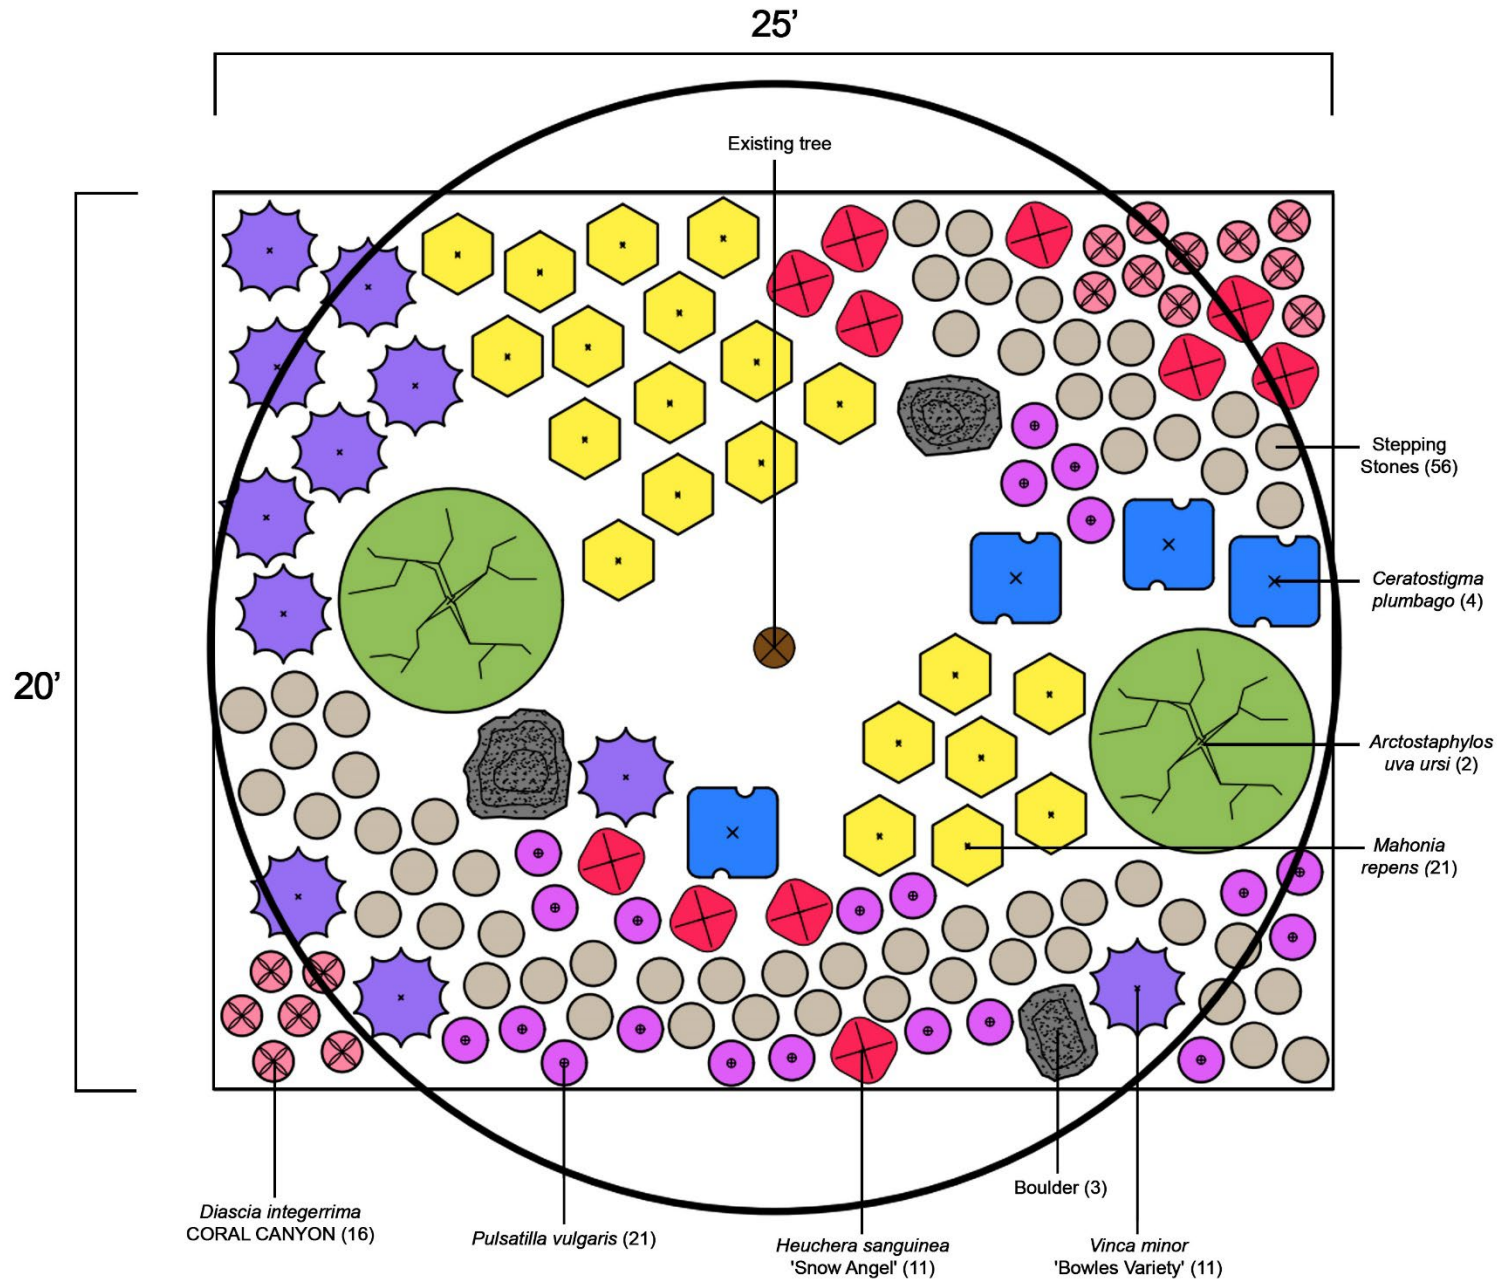 25’
Existing tree
20’
Stepping
Stones (56)
Ceratostigma
plumbago (4)
Arctostaphylos
uva ursi (2)
Mahonia
repens (21)
Boulder (3)
Diascia integerrima
CORAL CANYON (16)
Pulsatilla vulgaris (21)
Heuchera sanguinea
'Snow Angel' (11)
Vinca minor
'Bowles Variety' (11)